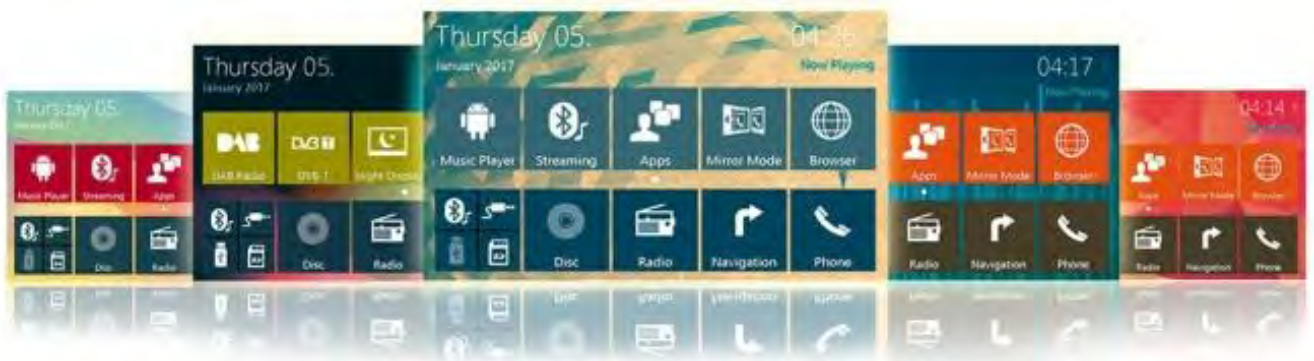 Thursday 05.
January 2017
Music Player Streaming Apps
Disc Radio
Thursday 05.
January 2017
DAB DVB T
DAB Radio DVB-T Night
Disc Radio
Thursday 05. 04:26
January 2017 Now Playing
Music Player Streaming Apps Mirror Mode Browser
Disc Radio Navigation Phone
04:17
Now Playing
Apps Mirror Mode Browser
Radio Navigation Phone
04:14
Apps Mirror Mode Browser
Radio Navigation Phone